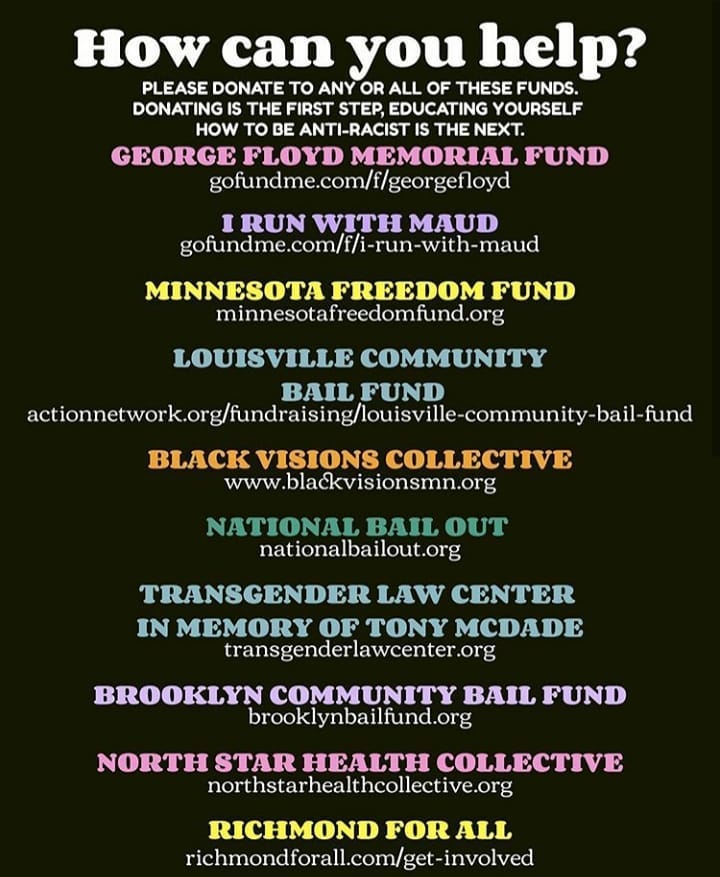 How can you help?
PLEASE DONATE TO ANY OR ALL OF THESE FUNDS.
DONATING IS THE FIRST STEP, EDUCATING YOURSELF
HOW TO BE ANTI-RACIST IS THE NEXT.
GEORGE FLOYD MEMORIAL FUND
gofundme.com/f/georgefloyd
I RUN WITH MAUD
gofundme.com/f/i-run-with-maud
MINNESOTA FREEDOM FUND
minnesotafreedomfund.org
LOUISVILLE COMMUNITY
BAIL FUND
actionnetwork.org/fundraising/louisville-community-bail-fund
BLACK VISIONS COLLECTIVE
www.blackvisionsmn.org
NATIONAL BAIL OUT
nationalbailout.org
TRANSGENDER LAW CENTER
IN MEMORY OF TONY MCDADE
transgenderlawcenter.org
BROOKLYN COMMUNITY BAIL FUND
brooklynbailfund.org
NORTH STAR HEALTH COLLECTIVE
northstarhealthcollective.org
RICHMOND FOR ALL
richmondforall.com/get-involved